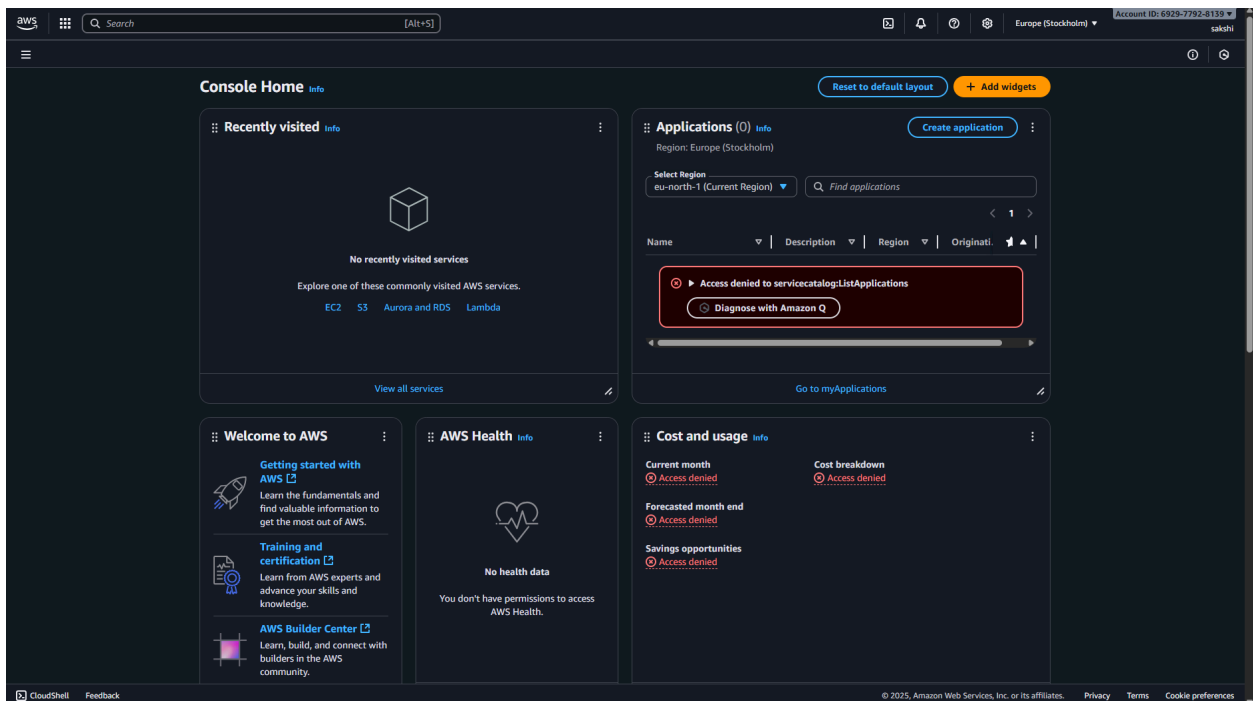 aws
Search
[Alt+S]
Europe (Stockholm) ▼
Account ID: 6929-7792-8139 ▼
sakshi
Console Home Info
Reset to default layout
+ Add widgets
Recently visited Info
No recently visited services
Explore one of these commonly visited AWS services.
EC2 S3 Aurora and RDS Lambda
View all services
Applications (0) Info
Create application
Region: Europe (Stockholm)
Select Region
eu-north-1 (Current Region)
Find applications
1
Name Description Region Originati.
Access denied to servicecatalog:ListApplications
Diagnose with Amazon Q
Go to myApplications
Welcome to AWS
Getting started with
AWS
Learn the fundamentals and
find valuable information to
get the most out of AWS.
Training and
certification
Learn from AWS experts and
advance your skills and
knowledge.
AWS Builder Center
Learn, build, and connect with
builders in the AWS
community.
AWS Health Info
No health data
You don't have permissions to access
AWS Health.
Cost and usage Info
Current month
Access denied
Cost breakdown
Access denied
Forecasted month end
Access denied
Savings opportunities
Access denied
CloudShell Feedback
© 2025, Amazon Web Services, Inc. or its affiliates. Privacy Terms Cookie preferences